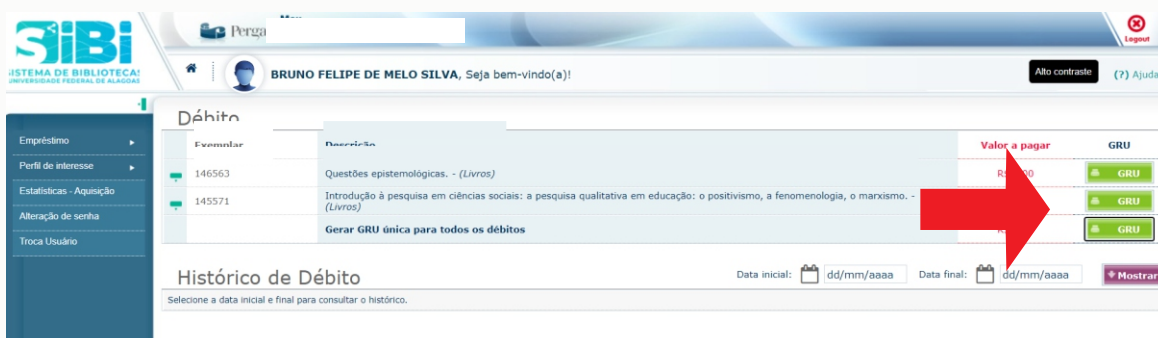 SiBi
SISTEMA DE BIBLIOTECAS
UNIVERSIDADE FEDERAL DE ALAGOAS
Perga
Logout
BRUNO FELIPE DE MELO SILVA, Seja bem-vindo(a)!
Alto contraste
(?) Ajuda
Débito
Empréstimo
Perfil de interesse
Estatísticas - Aquisição
Alteração de senha
Troca Usuário
Exemplar Descrição Valor a pagar GRU
146563 Questões epistemológicas. - (Livros) GRU
145571 Introdução à pesquisa em ciências sociais: a pesquisa qualitativa em educação: o positivismo, a fenomenologia, o marxismo. -
(Livros) GRU
Gerar GRU única para todos os débitos GRU
Histórico de Débito Data inicial: dd/mm/aaaa Data final: dd/mm/aaaa Mostrar
Selecione a data inicial e final para consultar o histórico.